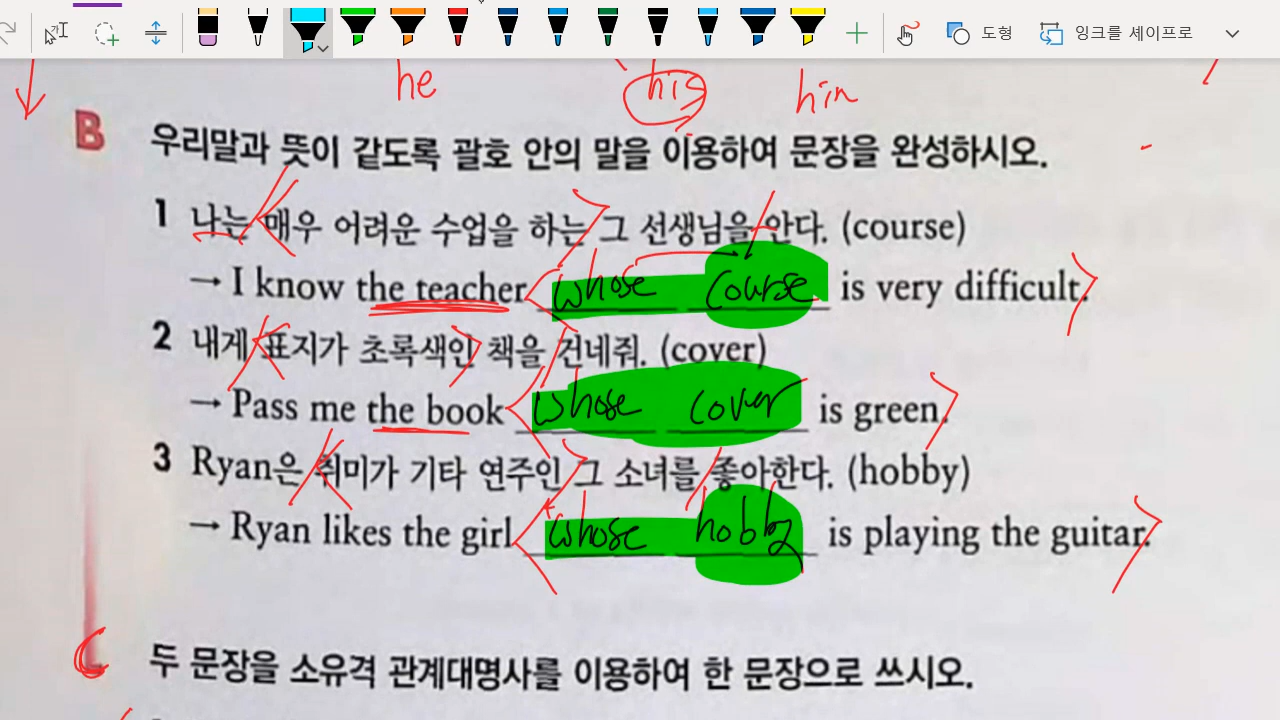 도형 잉크를 셰이프로
he his him
B 우리말과 뜻이 같도록 괄호 안의 말을 이용하여 문장을 완성하시오.
1 나는 매우 어려운 수업을 하는 그 선생님을 안다. (course)
→ I know the teacher whose course is very difficult.
2 내게 표지가 초록색인 책을 건네줘. (cover)
→ Pass me the book whose cover is green.
3 Ryan은 취미가 기타 연주인 그 소녀를 좋아한다. (hobby)
→ Ryan likes the girl whose hobby is playing the guitar.
C 두 문장을 소유격 관계대명사를 이용하여 한 문장으로 쓰시오.